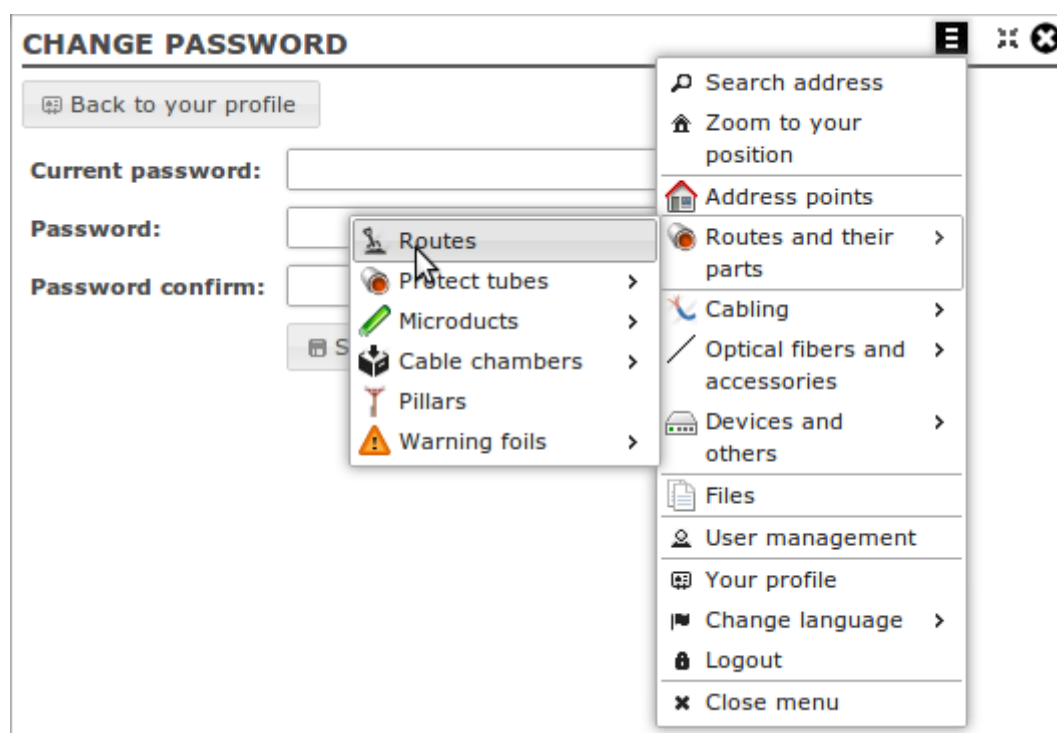 CHANGE PASSWORD
Back to your profile
Current password:
Password:
Password confirm:
S
Routes
Protect tubes
Microducts
Cable chambers
Pillars
Warning foils
Search address
Zoom to your
position
Address points
Routes and their
parts
Cabling
Optical fibers and
accessories
Devices and
others
Files
User management
Your profile
Change language
Logout
Close menu